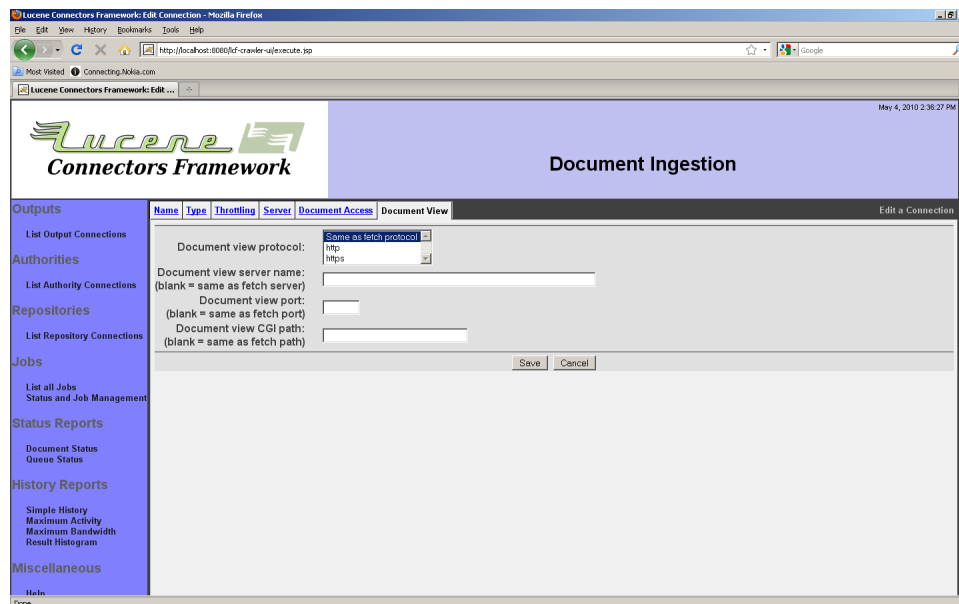 Lucene Connectors Framework: Edit Connection - Mozilla Firefox
File Edit View History Bookmarks Tools Help
http://localhost:8080/lcf-crawler-ui/execute.jsp
Google
Most Visited Connecting.Nokia.com
Lucene Connectors Framework: Edit ...
May 4, 2010 2:36:27 PM
Lucene
Connectors Framework
Document Ingestion
Outputs
List Output Connections
Authorities
List Authority Connections
Repositories
List Repository Connections
Jobs
List all Jobs
Status and Job Management
Status Reports
Document Status
Queue Status
History Reports
Simple History
Maximum Activity
Maximum Bandwidth
Result Histogram
Miscellaneous
Help
Name Type Throttling Server Document Access Document View Edit a Connection
Document view protocol:
Same as fetch protocol
http
https
Document view server name:
(blank = same as fetch server)
Document view port:
(blank = same as fetch port)
Document view CGI path:
(blank = same as fetch path)
Save Cancel
Done